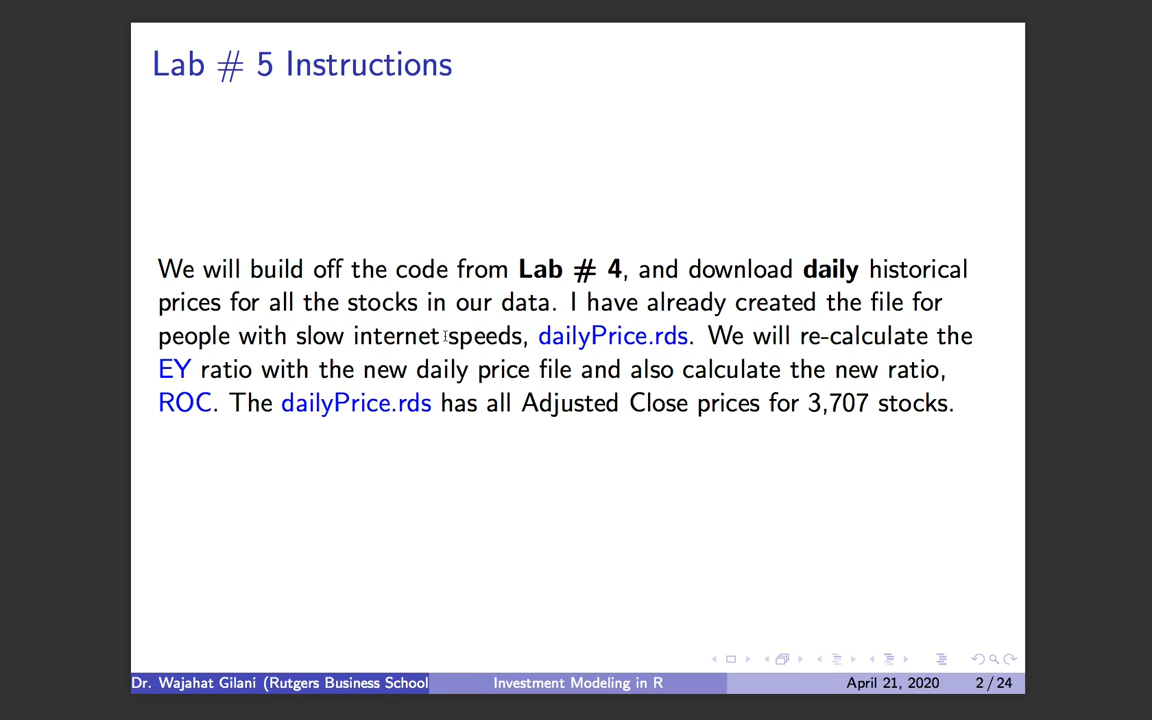 Lab # 5 Instructions
We will build off the code from Lab # 4, and download daily historical
prices for all the stocks in our data. I have already created the file for
people with slow internet speeds, dailyPrice.rds. We will re-calculate the
EY ratio with the new daily price file and also calculate the new ratio,
ROC. The dailyPrice.rds has all Adjusted Close prices for 3,707 stocks.
Dr. Wajahat Gilani (Rutgers Business School
Investment Modeling in R
April 21, 2020
2 / 24